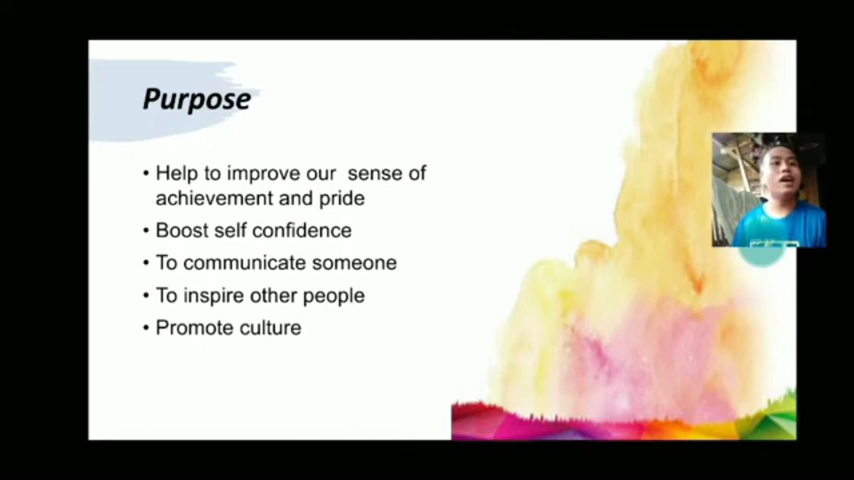 Purpose
• Help to improve our sense of
achievement and pride
• Boost self confidence
• To communicate someone
• To inspire other people
• Promote culture